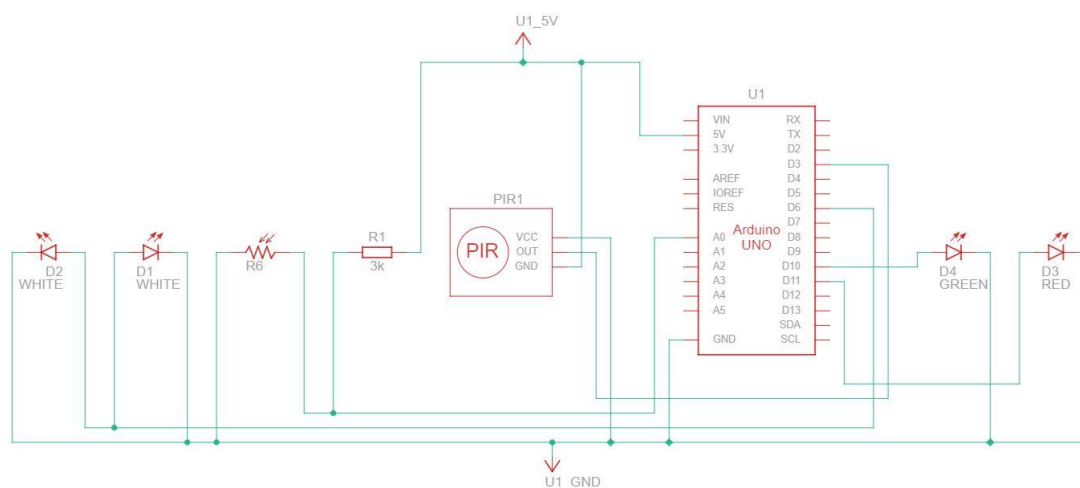 U1_5V
U1
VIN
5V
3.3V
AREF
IOREF
RES
A0
A1
A2
A3
A4
A5
GND
RX
TX
D2
D3
D4
D5
D6
D7
D8
D9
D10
D11
D12
D13
SDA
SCL
Arduino
UNO
PIR1
PIR
VCC
OUT
GND
D2
WHITE
D1
WHITE
R6
R1
3k
D4
GREEN
D3
RED
U1_GND